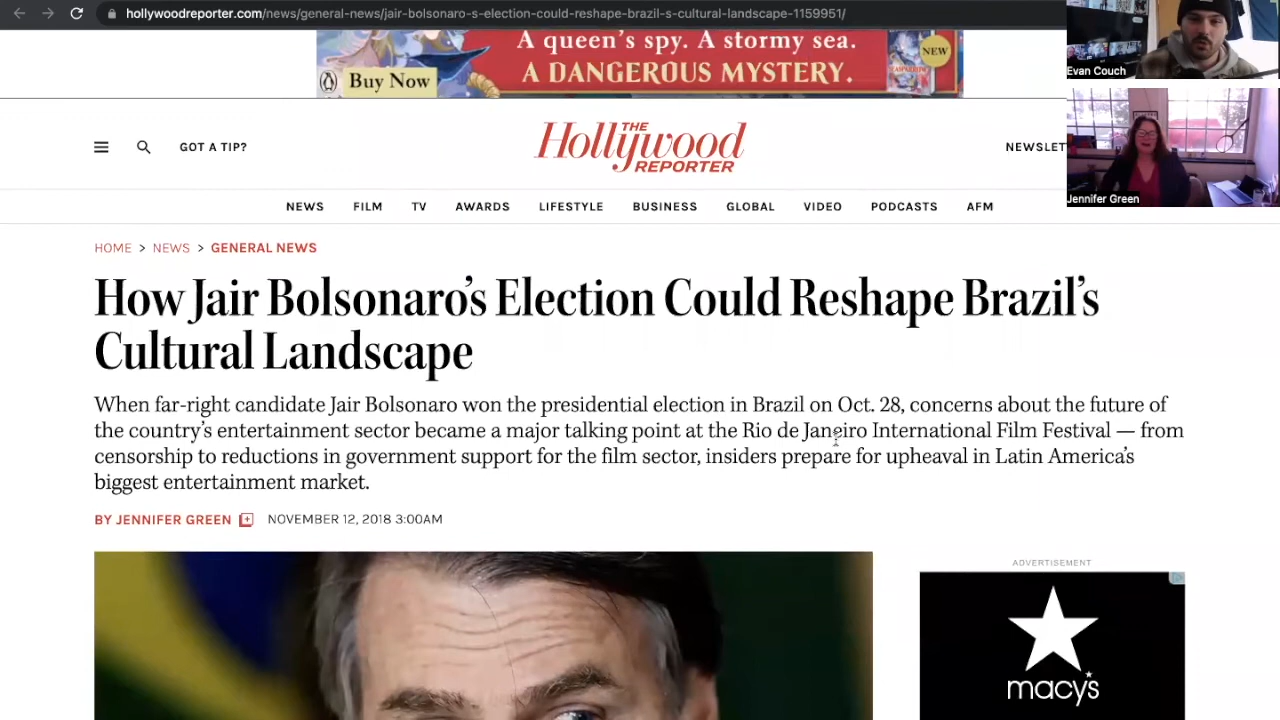 hollywoodreporter.com/news/general-news/jair-bolsonaro-s-election-could-reshape-brazil-s-cultural-landscape-1159951/
A queen's spy. A stormy sea.
A DANGEROUS MYSTERY.
Buy Now
NEW
Evan Couch
GOT A TIP?
THE
Hollywood
REPORTER
NEWSLET
Jennifer Green
NEWS FILM TV AWARDS LIFESTYLE BUSINESS GLOBAL VIDEO PODCASTS AFM
HOME > NEWS > GENERAL NEWS
How Jair Bolsonaro's Election Could Reshape Brazil's
Cultural Landscape
When far-right candidate Jair Bolsonaro won the presidential election in Brazil on Oct. 28, concerns about the future of
the country's entertainment sector became a major talking point at the Rio de Janeiro International Film Festival — from
censorship to reductions in government support for the film sector, insiders prepare for upheaval in Latin America's
biggest entertainment market.
BY JENNIFER GREEN NOVEMBER 12, 2018 3:00AM
ADVERTISEMENT
macy's